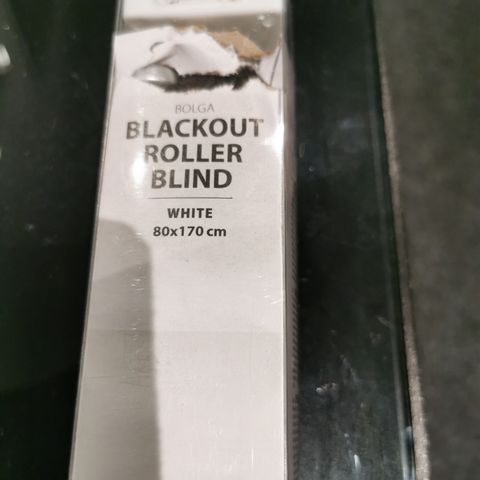 BOLGA
BLACKOUT
ROLLER
BLIND
WHITE
80x170 cm